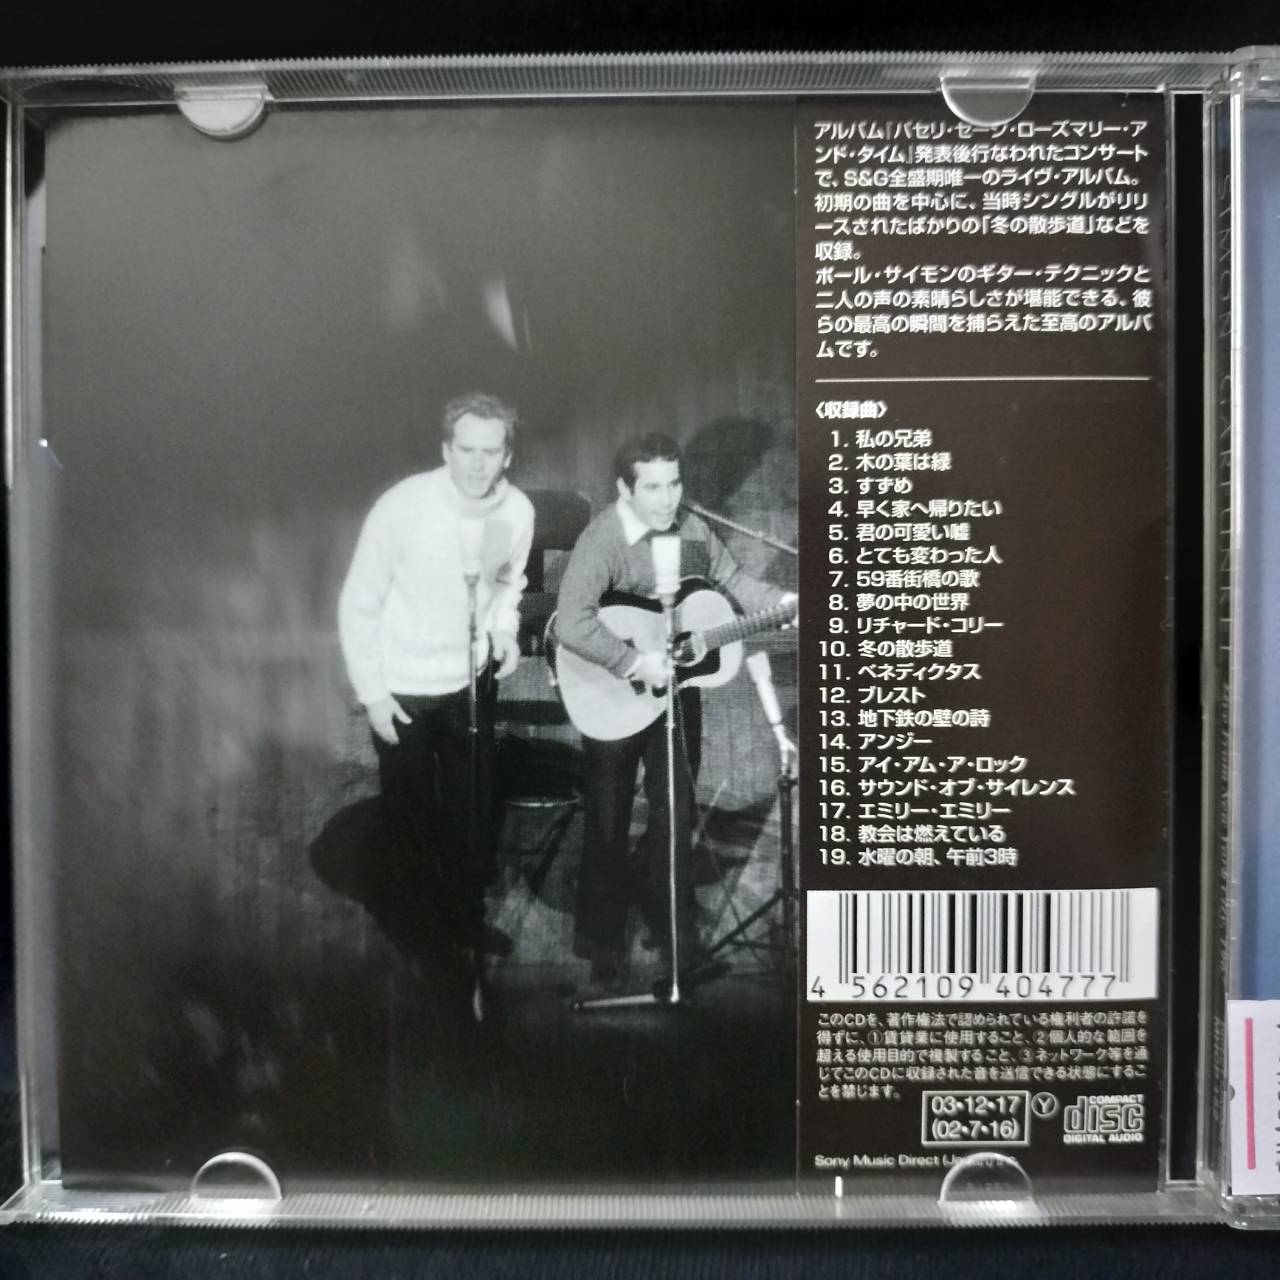 アルバム『パセリ・セージ・ローズマリー・ア
ンド・タイム』発表後行なわれたコンサート
で、S&G全盛期唯一のライヴ・アルバム。
初期の曲を中心に、当時シングルがリリ
ースされたばかりの「冬の散歩道」などを
収録。
ポール・サイモンのギター・テクニックと
二人の声の素晴らしさが堪能できる、彼
らの最高の瞬間を捕らえた至高のアルバ
ムです。
〈収録曲〉
1. 私の兄弟
2. 木の葉は緑
3. すずめ
4. 早く家へ帰りたい
5. 君の可愛い嘘
6. とても変わった人
7. 59番街橋の歌
8. 夢の中の世界
9. リチャード・コリー
10. 冬の散歩道
11. ベネディクタス
12. ブレスト
13. 地下鉄の壁の詩
14. アンジー
15. アイ・アム・ア・ロック
16. サウンド・オブ・サイレンス
17. エミリー・エミリー
18. 教会は燃えている
19. 水曜の朝、午前3時
4 562109 404777
このCDを、著作権法で認められている権利者の許諾を
得ずに、①賃貸業に使用すること、②個人的な範囲を
超える使用目的で複製すること、③ネットワーク等を通
じてこのCDに収録された音を送信できる状態にするこ
とを禁じます。
03・12・17
(02・7・16)
Y
COMPACT
disc
DIGITAL AUDIO
Sony Music Direct (Japan) Inc.
SIMON GARFUNKEL